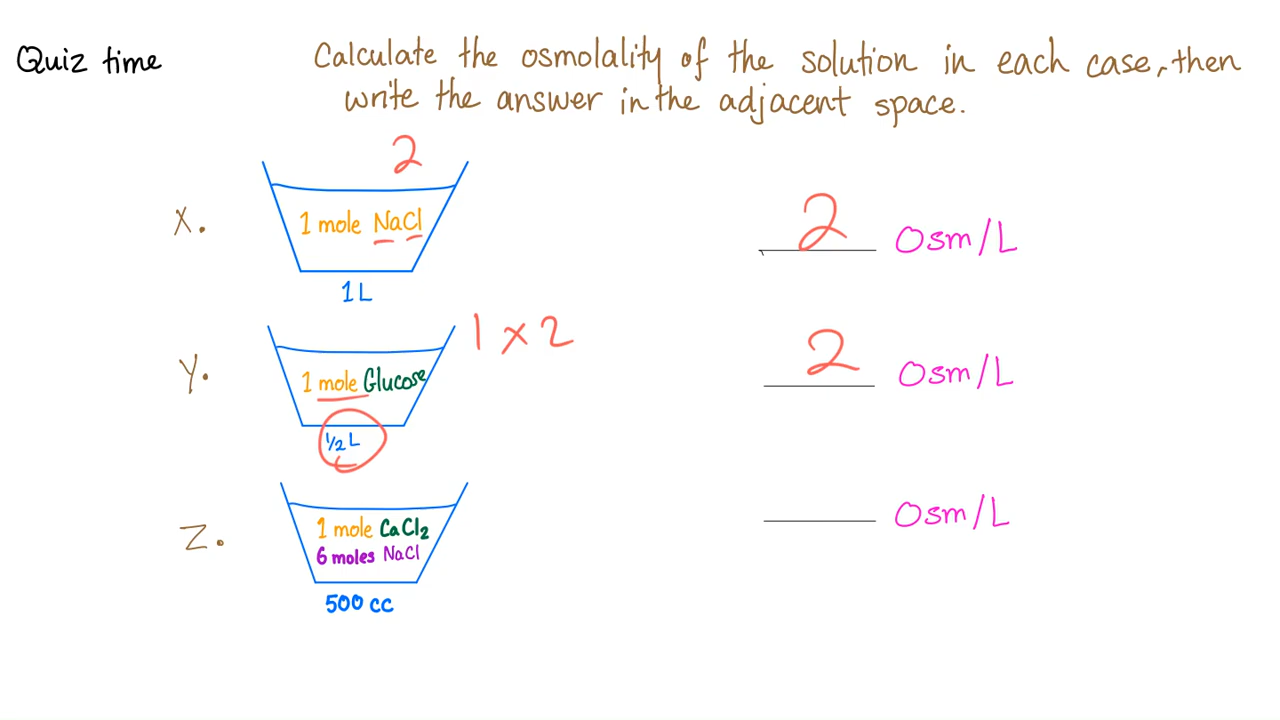 Quiz time
Calculate the osmolality of the solution in each case, then
write the answer in the adjacent space.
2
X.
1 mole NaCl
1 L
2 Osm/L
1 x 2
Y.
1 mole Glucose
1/2 L
2 Osm/L
Z.
1 mole CaCl₂
6 moles NaCl
500 cc
Osm/L